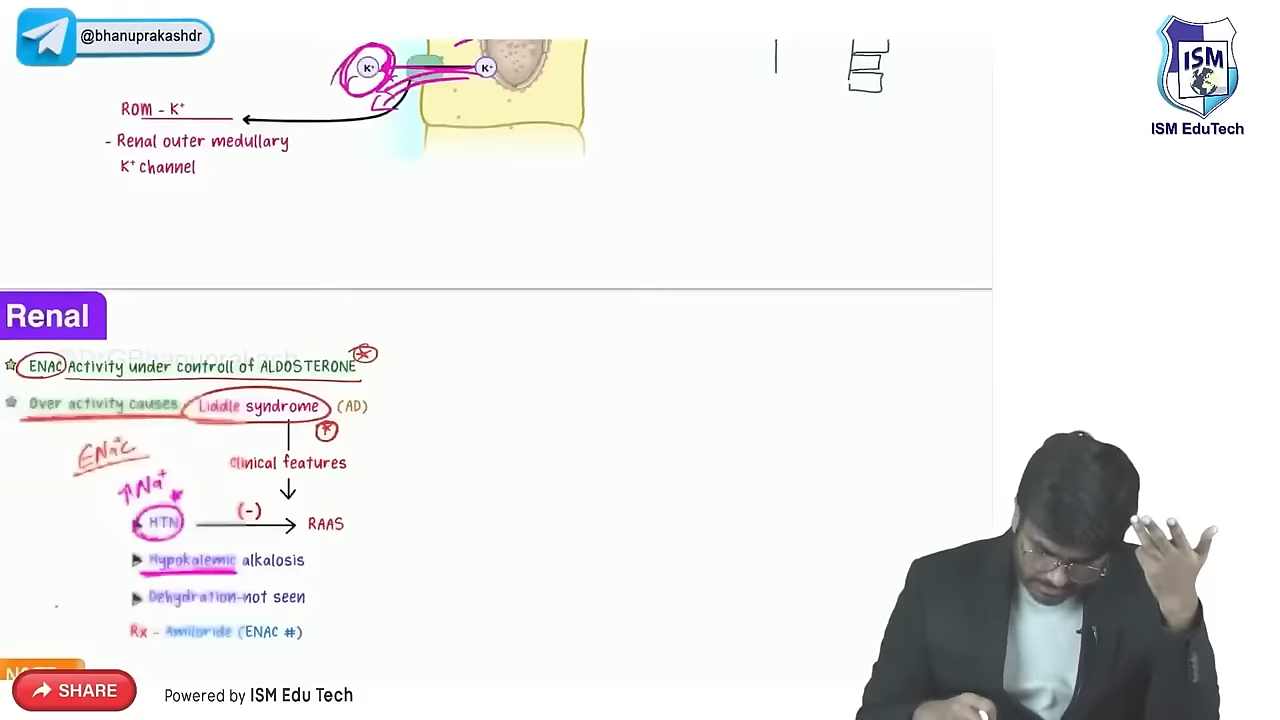 @bhanuprakashdr
ISM
ISM EduTech
K+
K+
ROM - K+
- Renal outer medullary
K+ channel
Renal
ENAC Activity under controll of ALDOSTERONE
Over activity causes Liddle syndrome (AD)
ENa+C
Clinical features
↑Na+
HTN (-) RAAS
Hypokalemic alkalosis
Dehydration-not seen
Rx - Amiloride (ENAC #)
SHARE
Powered by ISM Edu Tech